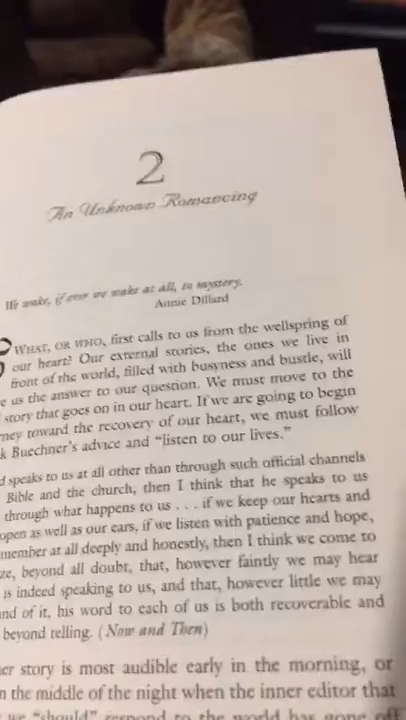 2
An Unknown Romancing
We wake, if ever we wake at all, to mystery.
Annie Dillard
WHAT, OR WHO, first calls to us from the wellspring of
our heart? Our external stories, the ones we live in
front of the world, filled with busyness and bustle, will
us the answer to our question. We must move to the
story that goes on in our heart. If we are going to begin
ney toward the recovery of our heart, we must follow
k Buechner's advice and "listen to our lives."
d speaks to us at all other than through such official channels
Bible and the church, then I think that he speaks to us
through what happens to us . . . if we keep our hearts and
open as well as our ears, if we listen with patience and hope,
member at all deeply and honestly, then I think we come to
ze, beyond all doubt, that, however faintly we may hear
is indeed speaking to us, and that, however little we may
nd of it, his word to each of us is both recoverable and
beyond telling. (Now and Then)
er story is most audible early in the morning, or
n the middle of the night when the inner editor that
"should" respond to the world has gone off